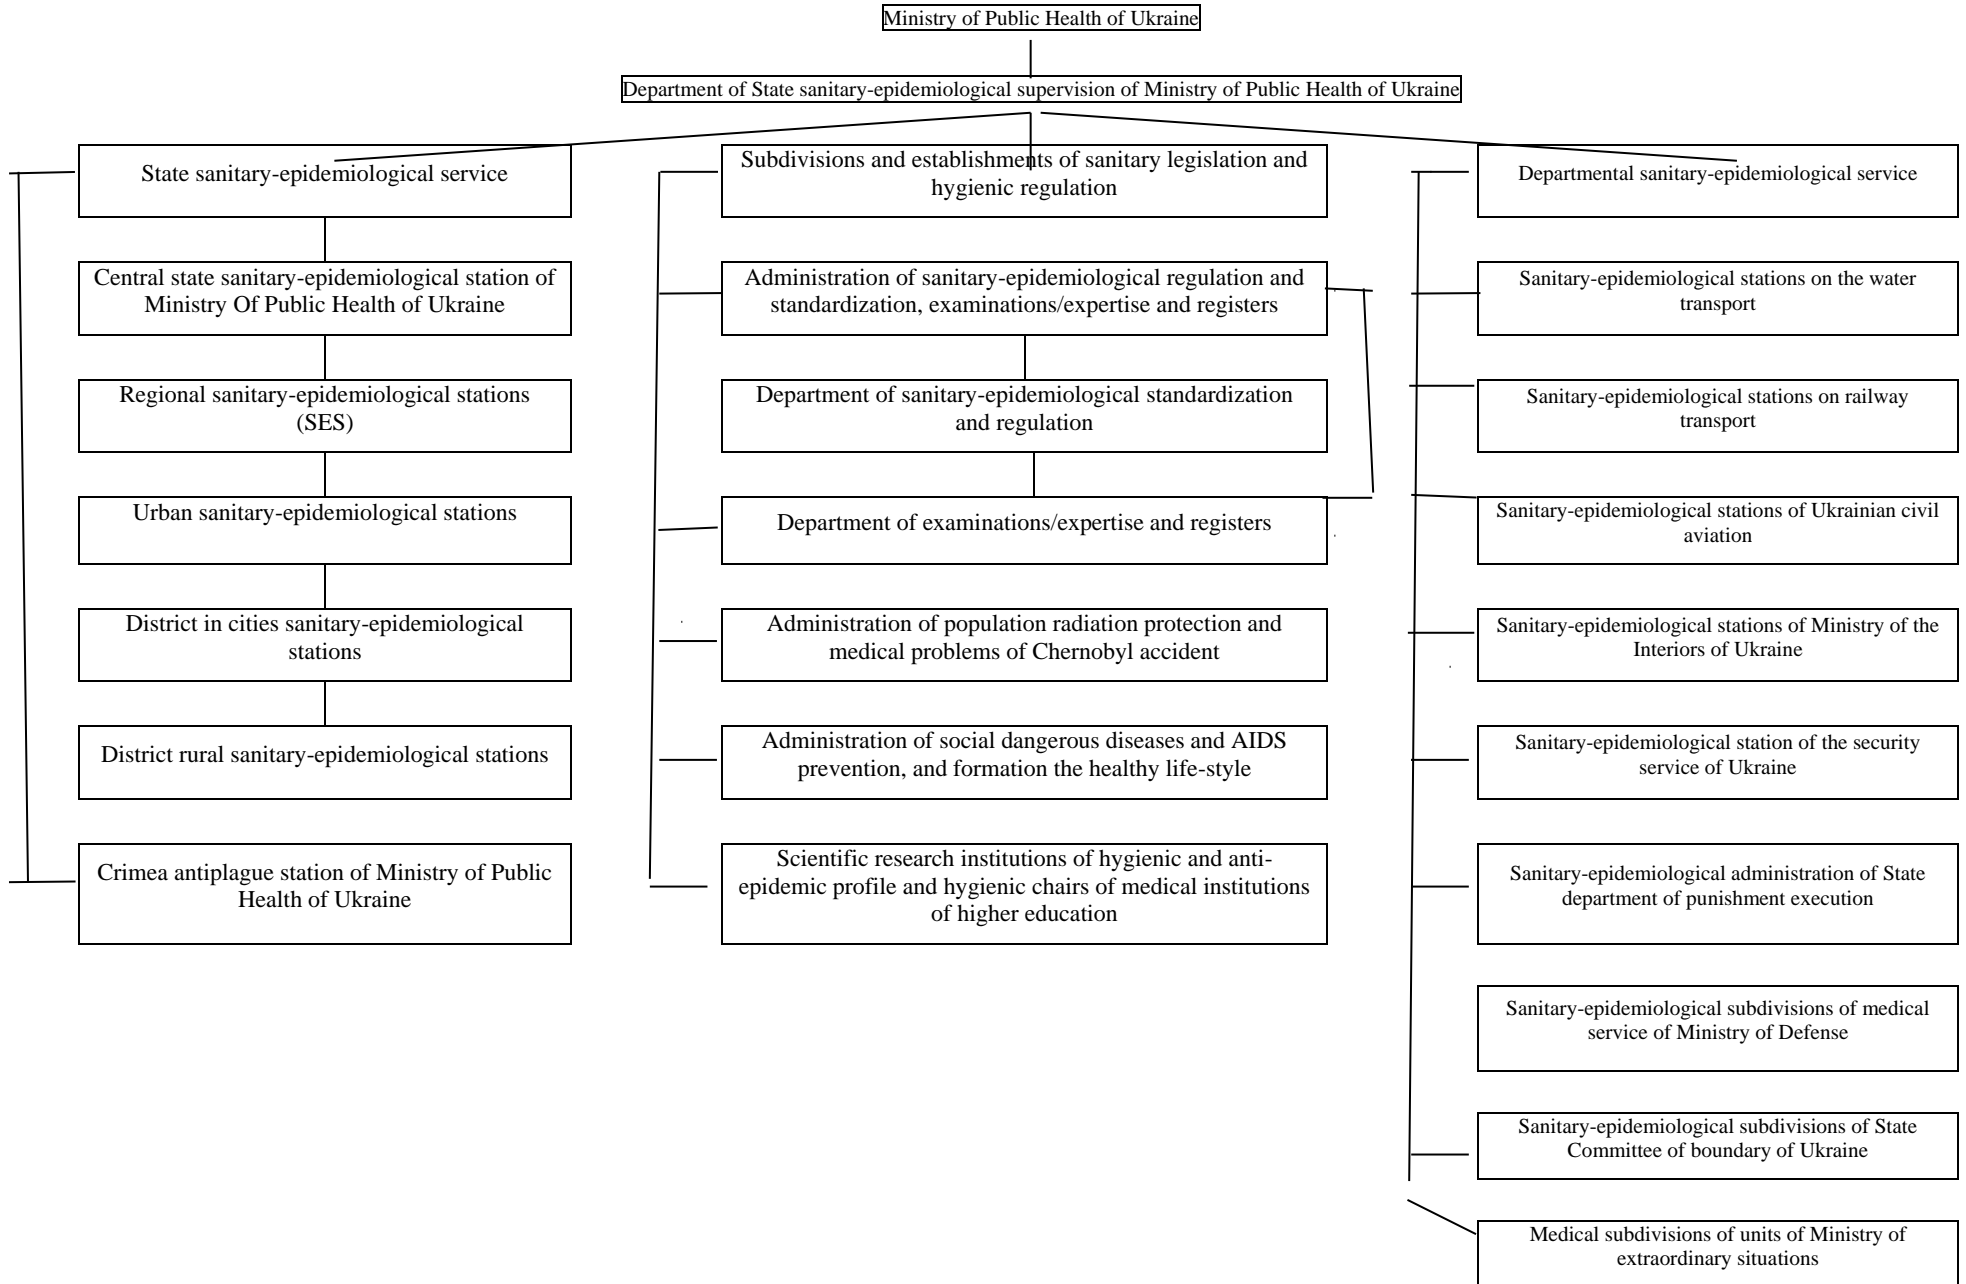 Ministry of Public Health of Ukraine
Department of State sanitary-epidemiological supervision of Ministry of Public Health of Ukraine
State sanitary-epidemiological service
Central state sanitary-epidemiological station of
Ministry Of Public Health of Ukraine
Regional sanitary-epidemiological stations
(SES)
Urban sanitary-epidemiological stations
District in cities sanitary-epidemiological
stations
District rural sanitary-epidemiological stations
Crimea antiplague station of Ministry of Public
Health of Ukraine
Subdivisions and establishments of sanitary legislation and
hygienic regulation
Administration of sanitary-epidemiological regulation and
standardization, examinations/expertise and registers
Department of sanitary-epidemiological standardization
and regulation
Department of examinations/expertise and registers
Administration of population radiation protection and
medical problems of Chernobyl accident
Administration of social dangerous diseases and AIDS
prevention, and formation the healthy life-style
Scientific research institutions of hygienic and anti-
epidemic profile and hygienic chairs of medical institutions
of higher education
Departmental sanitary-epidemiological service
Sanitary-epidemiological stations on the water
transport
Sanitary-epidemiological stations on railway
transport
Sanitary-epidemiological stations of Ukrainian civil
aviation
Sanitary-epidemiological stations of Ministry of the
Interiors of Ukraine
Sanitary-epidemiological station of the security
service of Ukraine
Sanitary-epidemiological administration of State
department of punishment execution
Sanitary-epidemiological subdivisions of medical
service of Ministry of Defense
Sanitary-epidemiological subdivisions of State
Committee of boundary of Ukraine
Medical subdivisions of units of Ministry of
extraordinary situations